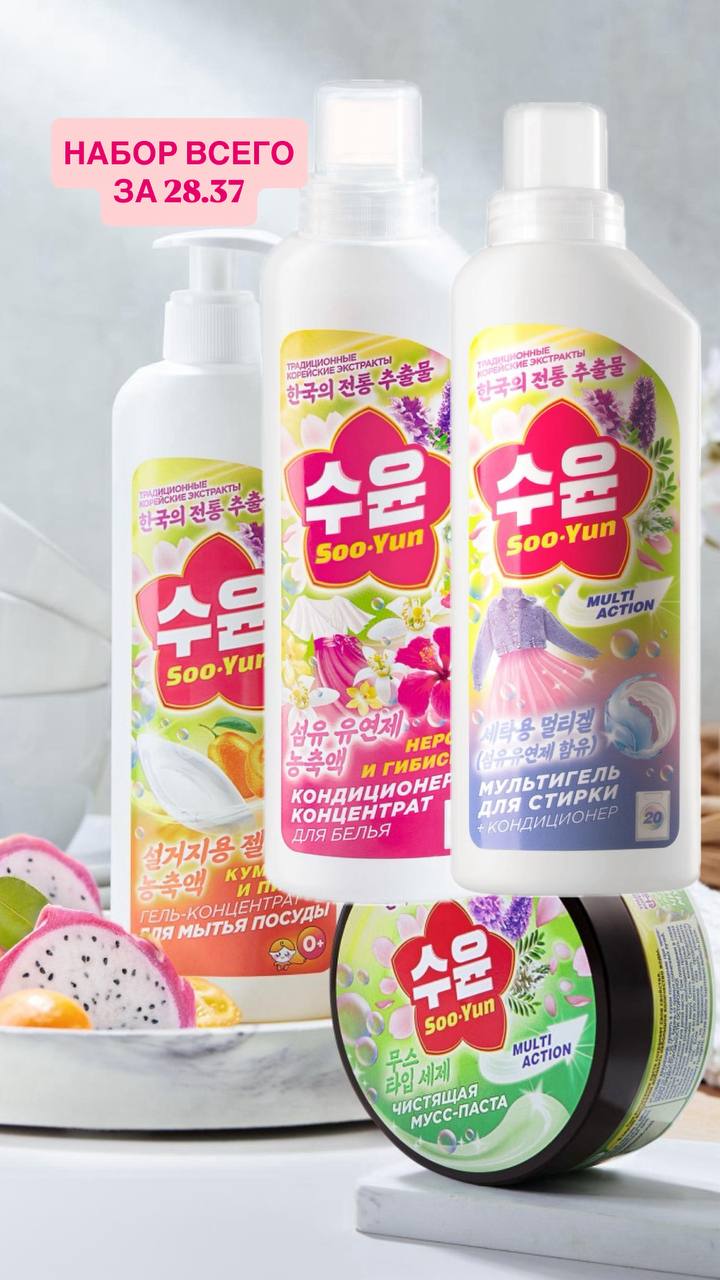 НАБОР ВСЕГО
ЗА 28.37
ТРАДИЦИОННЫЕ
КОРЕЙСКИЕ ЭКСТРАКТЫ
한국의 전통 추출물
수윤
Soo·Yun
설거지용 젤
농축액
И
ГЕЛЬ-КОНЦЕНТРАТ
ДЛЯ МЫТЬЯ ПОСУДЫ
0+
ТРАДИЦИОННЫЕ
КОРЕЙСКИЕ ЭКСТРАКТЫ
한국의 전통 추출물
수윤
Soo·Yun
섬유 유연제
농축액
И
КОНДИЦИОНЕР
КОНЦЕНТРАТ
ДЛЯ БЕЛЬЯ
ТРАДИЦИОННЫЕ
КОРЕЙСКИЕ ЭКСТРАКТЫ
한국의 전통 추출물
수윤
Soo·Yun
MULTI
ACTION
세탁용 멀티겔
(섬유유연제 함유)
МУЛЬТИГЕЛЬ
ДЛЯ СТИРКИ
+ КОНДИЦИОНЕР
20
수윤
Soo·Yun
MULTI
ACTION
무스
타입 세제
ЧИСТЯЩАЯ
МУСС-ПАСТА